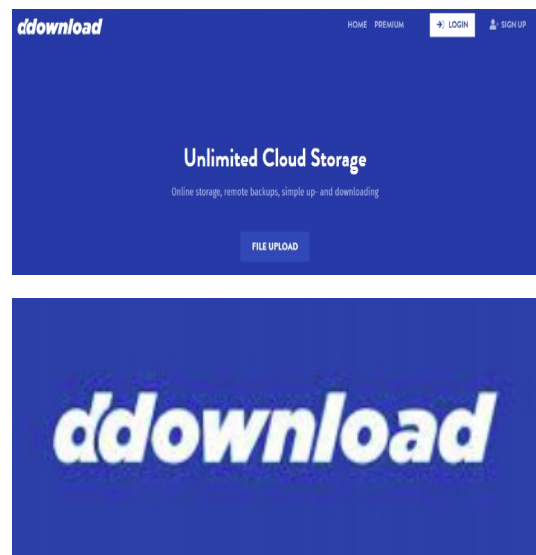 ddownload
HOME PREMIUM LOGIN SIGN UP
Unlimited Cloud Storage
Online storage, remote backups, simple up- and downloading
FILE UPLOAD
ddownload